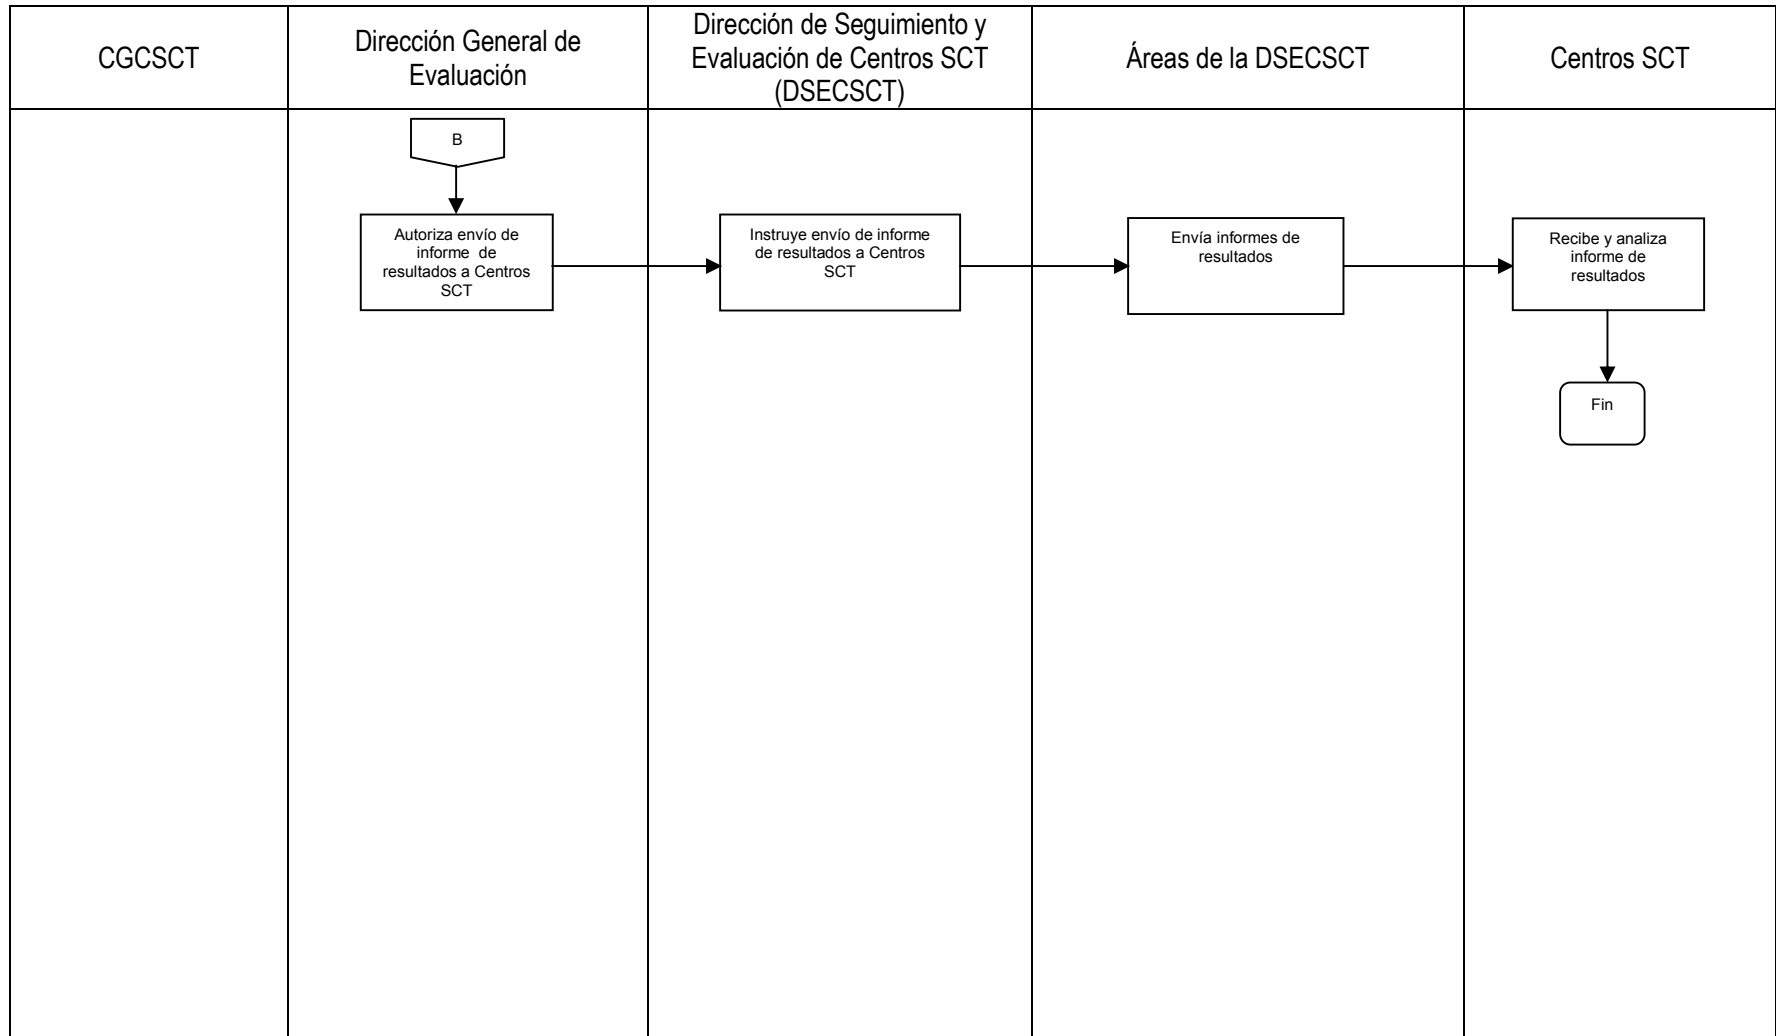 CGCSCT
Dirección General de
Evaluación
Dirección de Seguimiento y
Evaluación de Centros SCT
(DSECSCT)
Áreas de la DSECSCT
Centros SCT
B
Autoriza envío de
informe de
resultados a Centros
SCT
Instruye envío de informe
de resultados a Centros
SCT
Envía informes de
resultados
Recibe y analiza
informe de
resultados
Fin